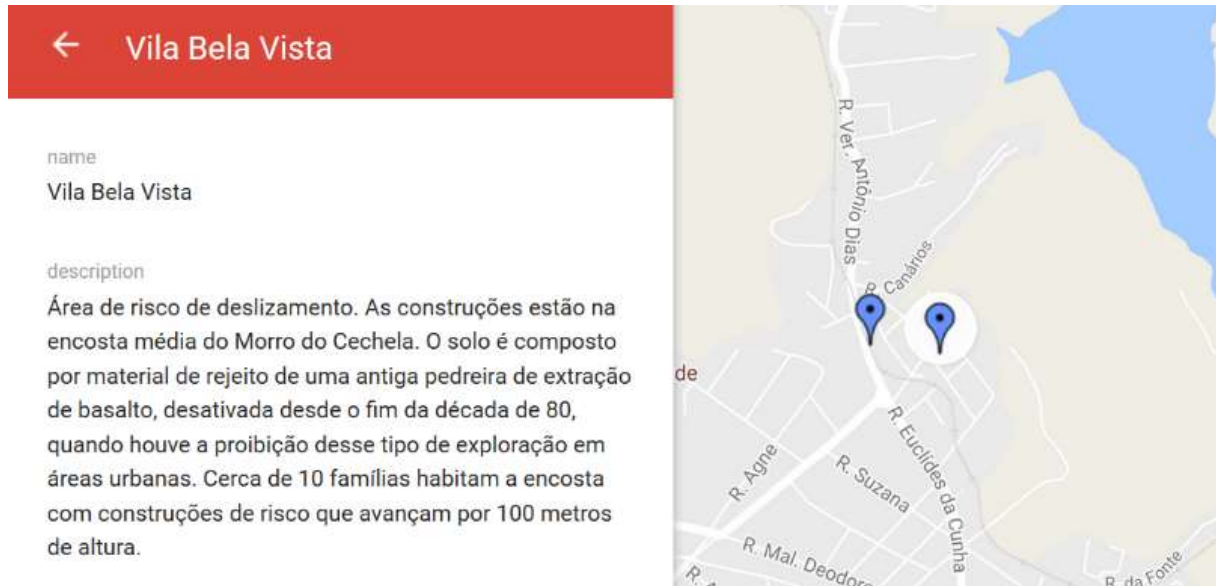 Vila Bela Vista
name
Vila Bela Vista
description
Área de risco de deslizamento. As construções estão na
encosta média do Morro do Cechela. O solo é composto
por material de rejeito de uma antiga pedreira de extração
de basalto, desativada desde o fim da década de 80,
quando houve a proibição desse tipo de exploração em
áreas urbanas. Cerca de 10 famílias habitam a encosta
com construções de risco que avançam por 100 metros
de altura.
R. Ver. Antônio Dias
R. Canários
de
R. Euclídes da Cunha
R. Agne
R. Suzana
R. Mal. Deodoro
R. da Fonte